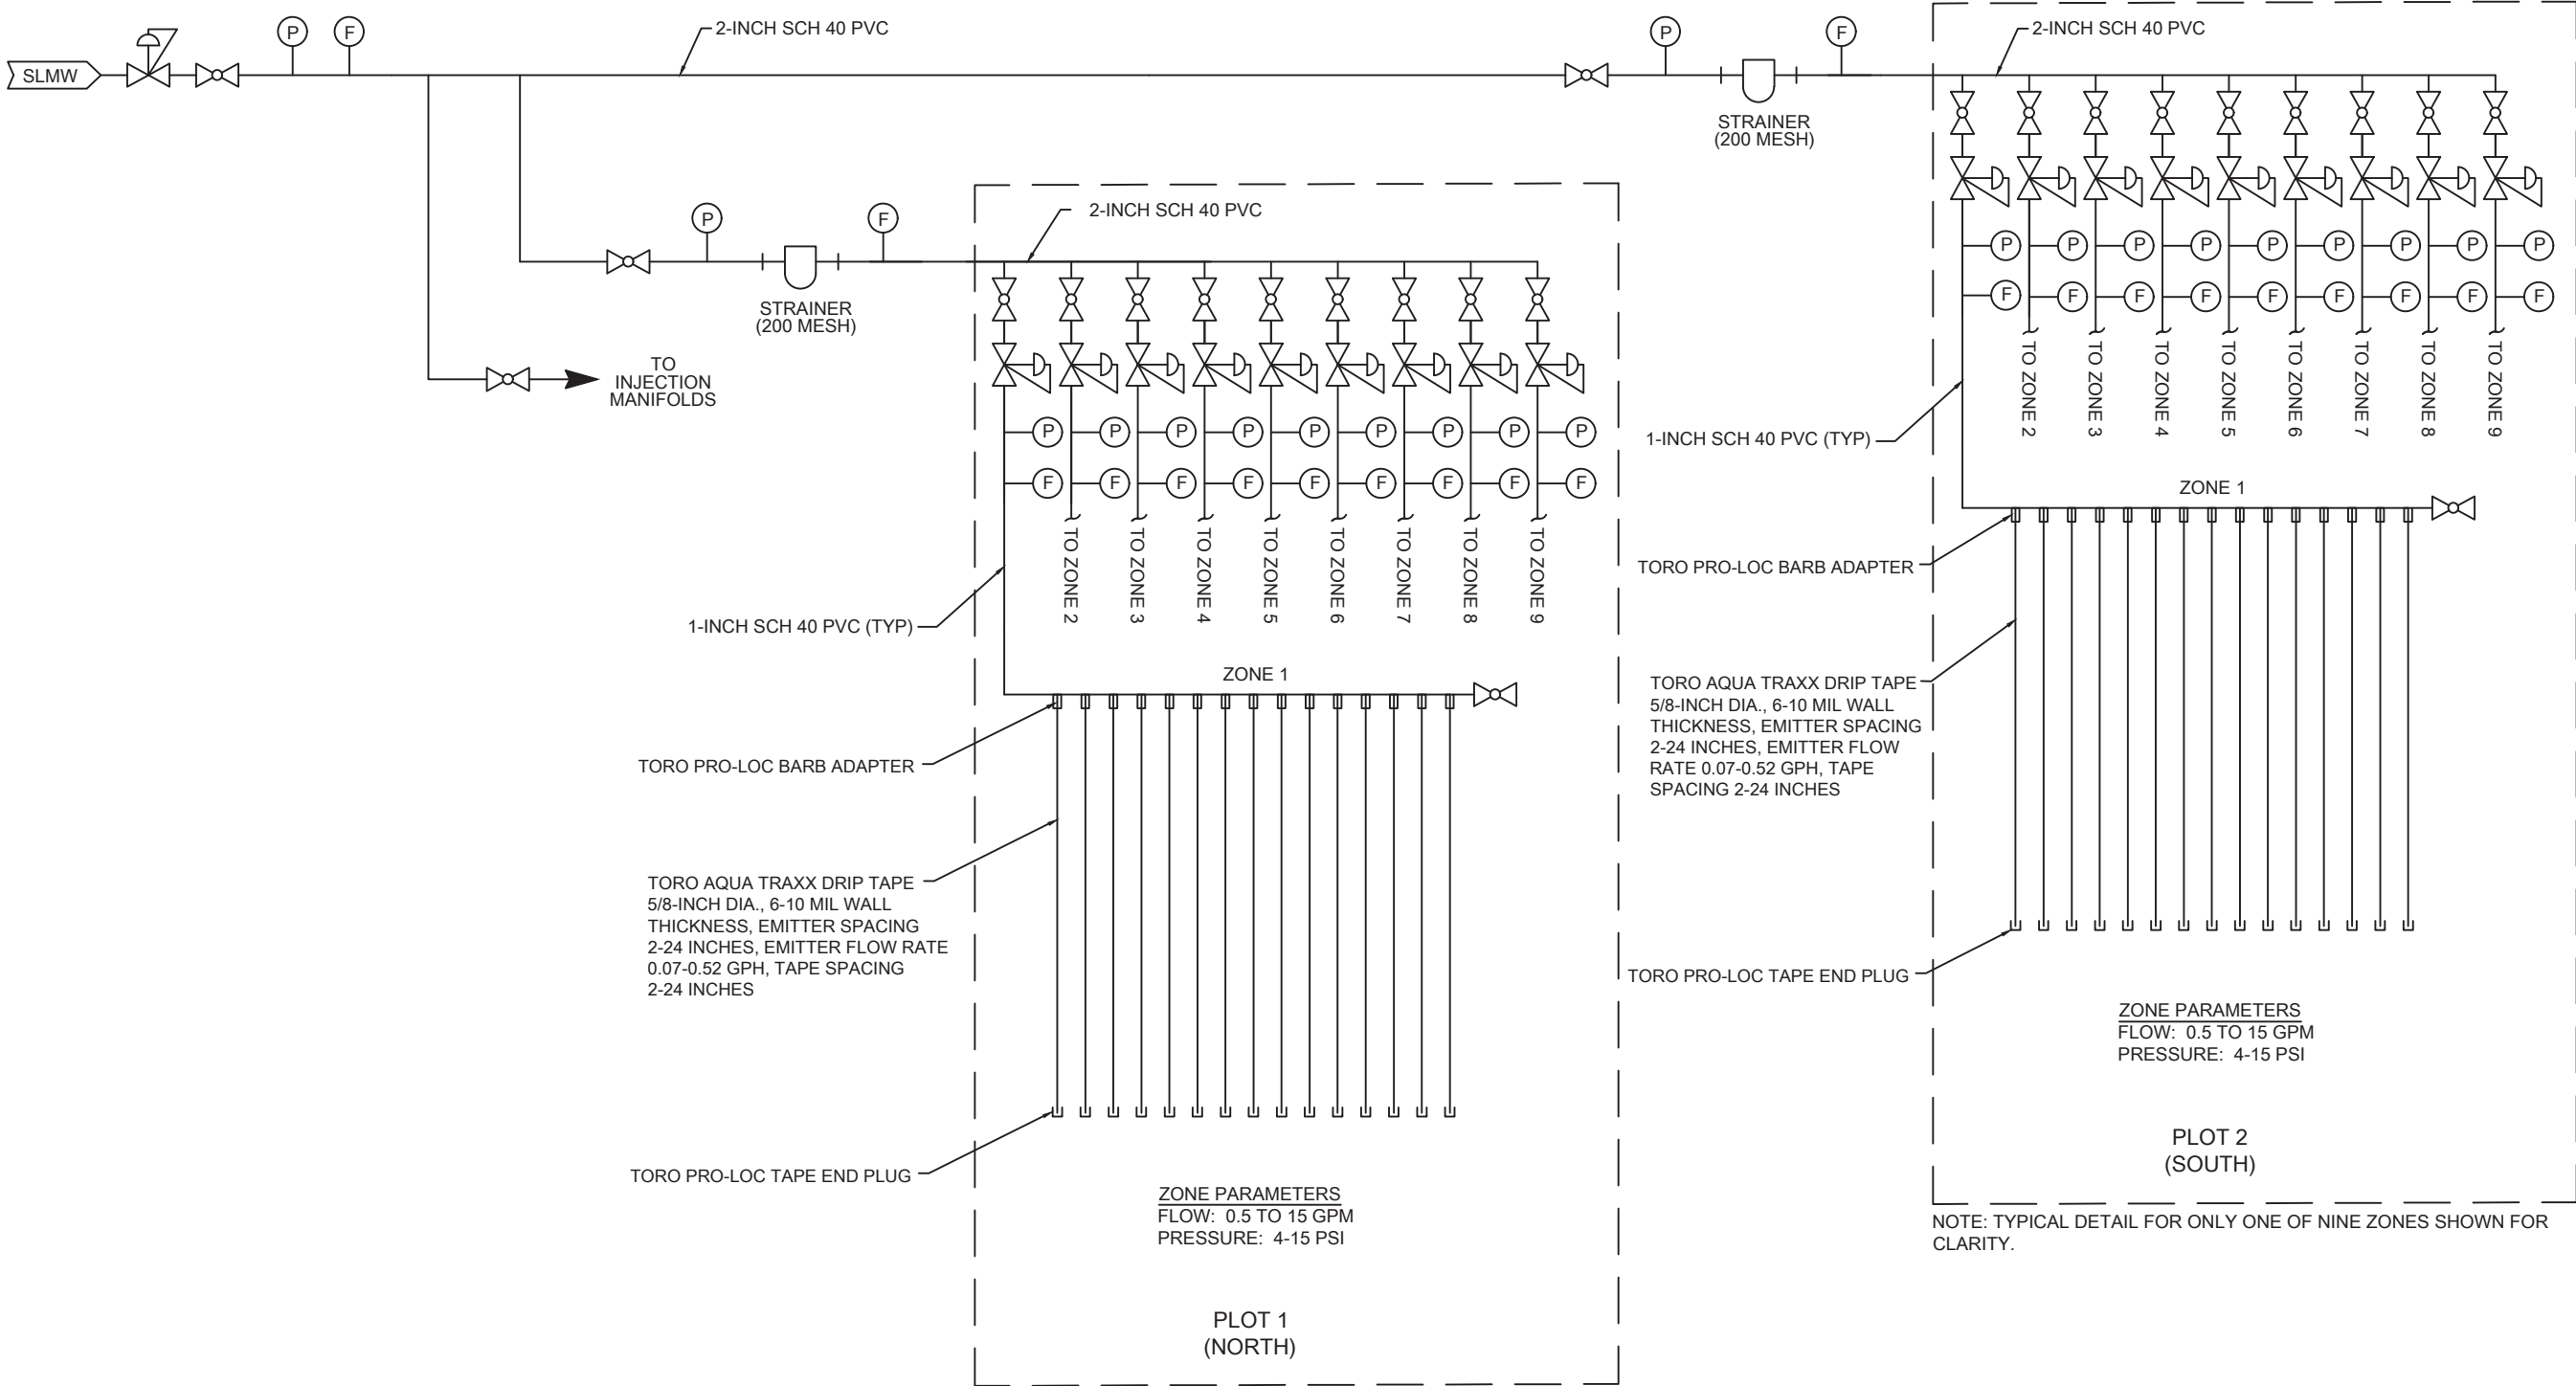 SLMW
P
F
2-INCH SCH 40 PVC
P
F
STRAINER
(200 MESH)
2-INCH SCH 40 PVC
P
F
STRAINER
(200 MESH)
TO
INJECTION
MANIFOLDS
2-INCH SCH 40 PVC
P P P P P P P P P
F F F F F F F F F
TO ZONE 2
TO ZONE 3
TO ZONE 4
TO ZONE 5
TO ZONE 6
TO ZONE 7
TO ZONE 8
TO ZONE 9
1-INCH SCH 40 PVC (TYP)
ZONE 1
TORO PRO-LOC BARB ADAPTER
TORO AQUA TRAXX DRIP TAPE
5/8-INCH DIA., 6-10 MIL WALL
THICKNESS, EMITTER SPACING
2-24 INCHES, EMITTER FLOW RATE
0.07-0.52 GPH, TAPE SPACING
2-24 INCHES
TORO PRO-LOC TAPE END PLUG
ZONE PARAMETERS
FLOW: 0.5 TO 15 GPM
PRESSURE: 4-15 PSI
PLOT 1
(NORTH)
P P P P P P P P P
F F F F F F F F F
TO ZONE 2
TO ZONE 3
TO ZONE 4
TO ZONE 5
TO ZONE 6
TO ZONE 7
TO ZONE 8
TO ZONE 9
1-INCH SCH 40 PVC (TYP)
ZONE 1
TORO PRO-LOC BARB ADAPTER
TORO AQUA TRAXX DRIP TAPE
5/8-INCH DIA., 6-10 MIL WALL
THICKNESS, EMITTER SPACING
2-24 INCHES, EMITTER FLOW
RATE 0.07-0.52 GPH, TAPE
SPACING 2-24 INCHES
TORO PRO-LOC TAPE END PLUG
ZONE PARAMETERS
FLOW: 0.5 TO 15 GPM
PRESSURE: 4-15 PSI
PLOT 2
(SOUTH)
NOTE: TYPICAL DETAIL FOR ONLY ONE OF NINE ZONES SHOWN FOR
CLARITY.